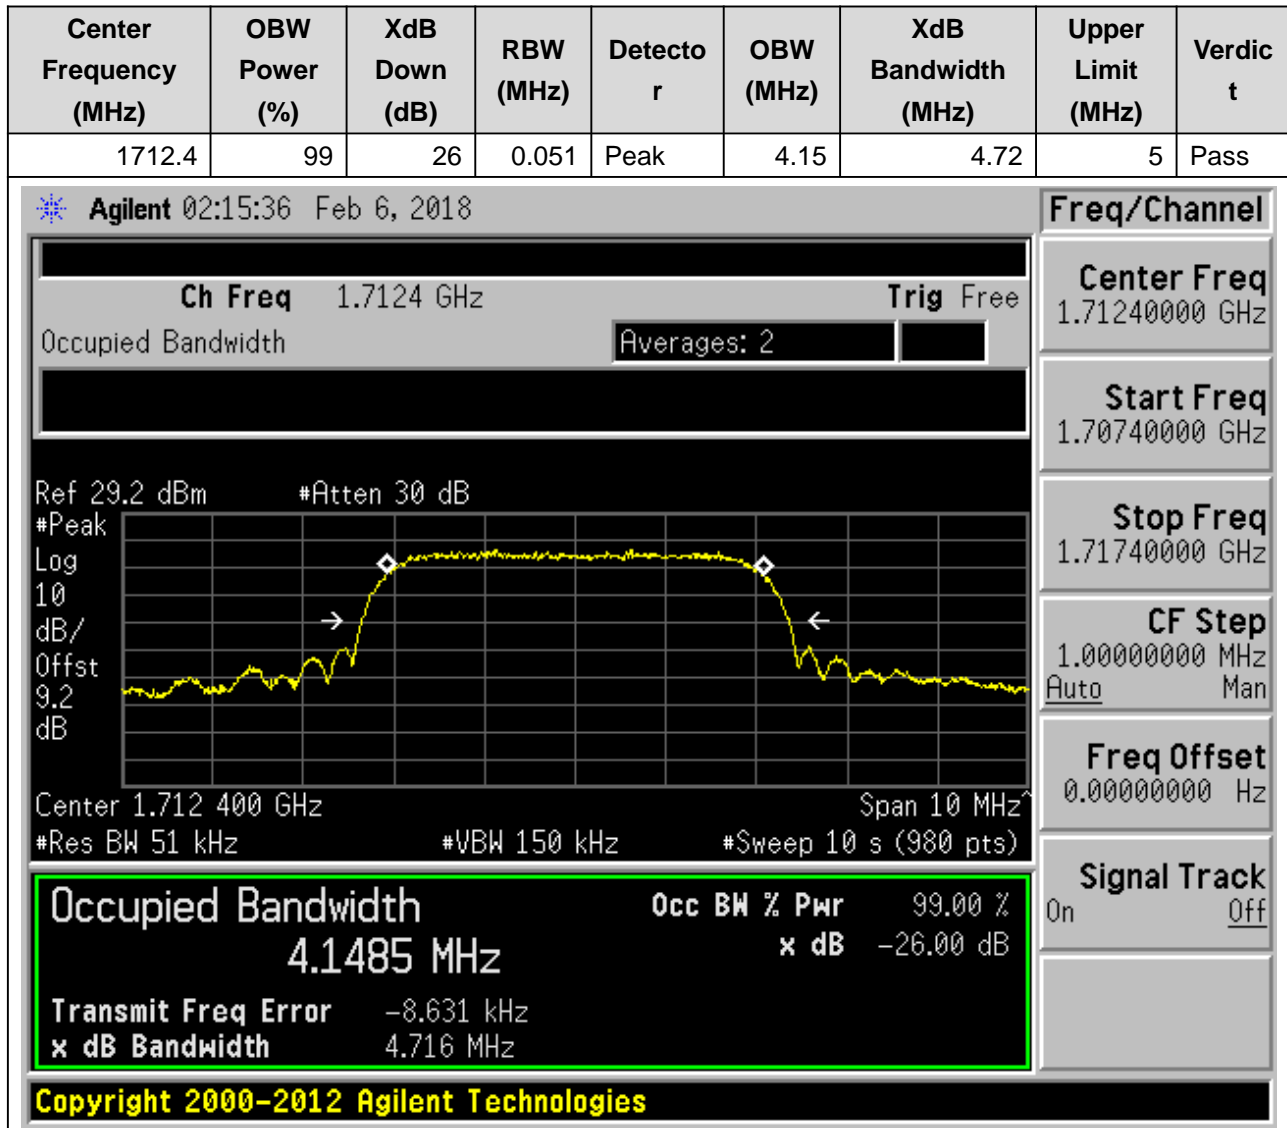 Center Frequency (MHz) OBW Power (%) XdB Down (dB) RBW (MHz) Detector OBW (MHz) XdB Bandwidth (MHz) Upper Limit (MHz) Verdict
1712.4 99 26 0.051 Peak 4.15 4.72 5 Pass
Agilent 02:15:36 Feb 6, 2018
Freq/Channel
Ch Freq 1.7124 GHz Trig Free
Occupied Bandwidth Averages: 2
Ref 29.2 dBm #Atten 30 dB
#Peak
Log
10
dB/
Offst
9.2
dB
Center 1.712 400 GHz Span 10 MHz^
#Res BW 51 kHz #VBW 150 kHz #Sweep 10 s (980 pts)
Occupied Bandwidth Occ BW % Pwr 99.00 %
4.1485 MHz x dB -26.00 dB
Transmit Freq Error -8.631 kHz
x dB Bandwidth 4.716 MHz
Copyright 2000-2012 Agilent Technologies
Center Freq
1.71240000 GHz
Start Freq
1.70740000 GHz
Stop Freq
1.71740000 GHz
CF Step
1.00000000 MHz
Auto Man
Freq Offset
0.00000000 Hz
Signal Track
On Off